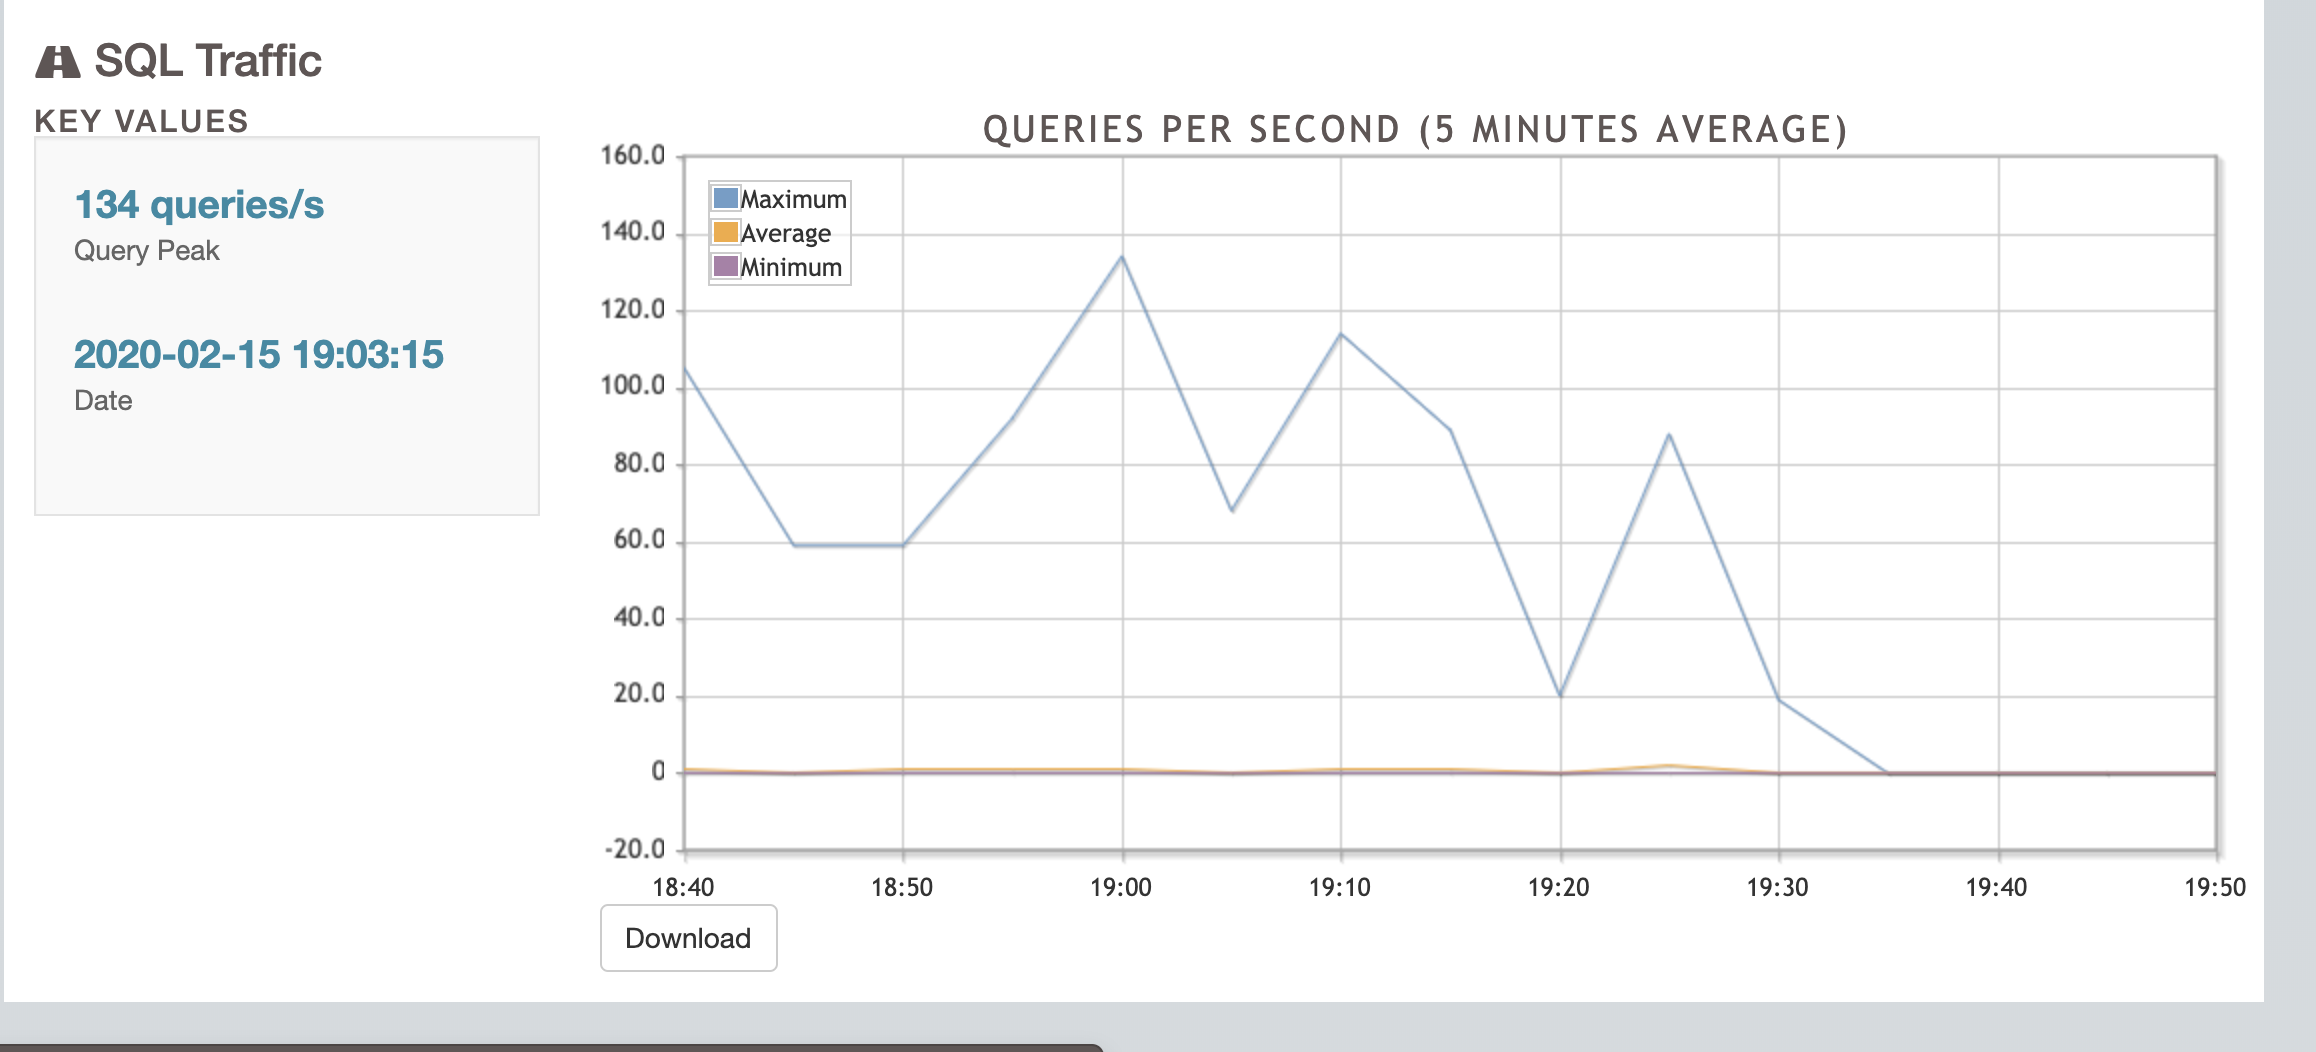 SQL Traffic
KEY VALUES
134 queries/s
Query Peak
2020-02-15 19:03:15
Date
QUERIES PER SECOND (5 MINUTES AVERAGE)
160.0
140.0
120.0
100.0
80.0
60.0
40.0
20.0
0
-20.0
Maximum
Average
Minimum
18:40 18:50 19:00 19:10 19:20 19:30 19:40 19:50
Download